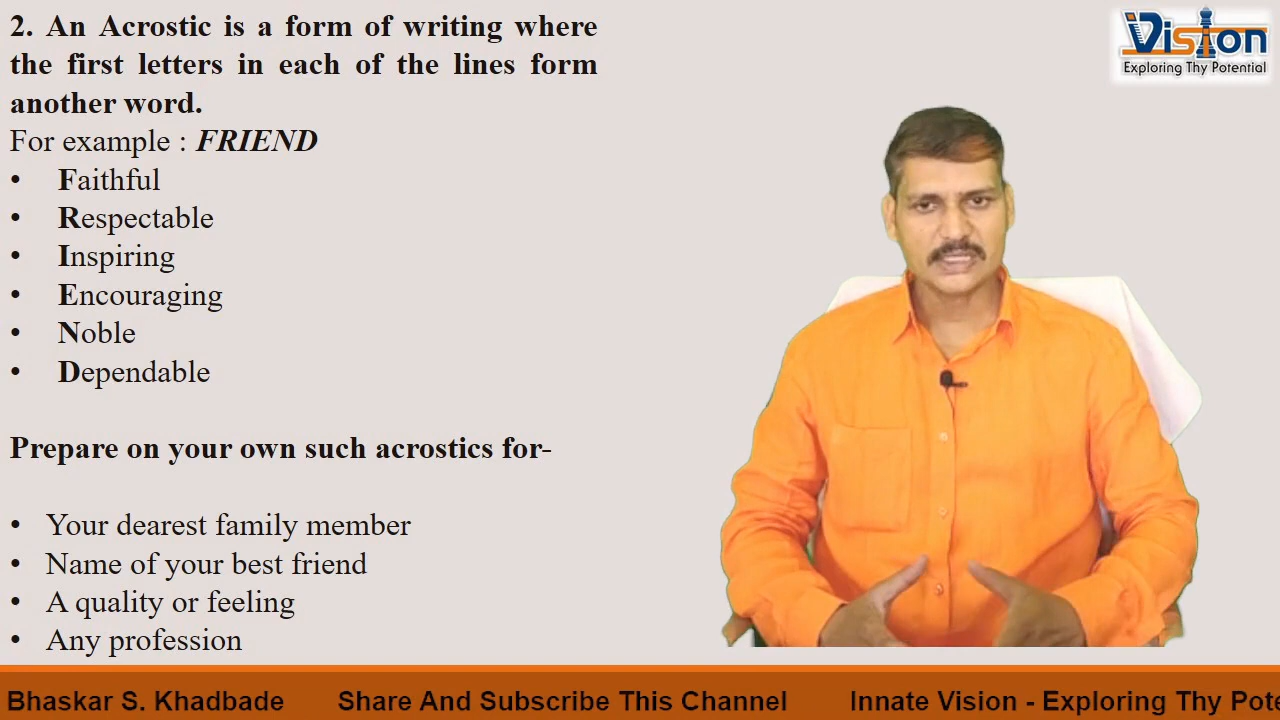 2. An Acrostic is a form of writing where
the first letters in each of the lines form
another word.
For example : FRIEND
• Faithful
• Respectable
• Inspiring
• Encouraging
• Noble
• Dependable
Prepare on your own such acrostics for-
• Your dearest family member
• Name of your best friend
• A quality or feeling
• Any profession
Vision
Exploring Thy Potential
Bhaskar S. Khadbade Share And Subscribe This Channel Innate Vision - Exploring Thy Pote